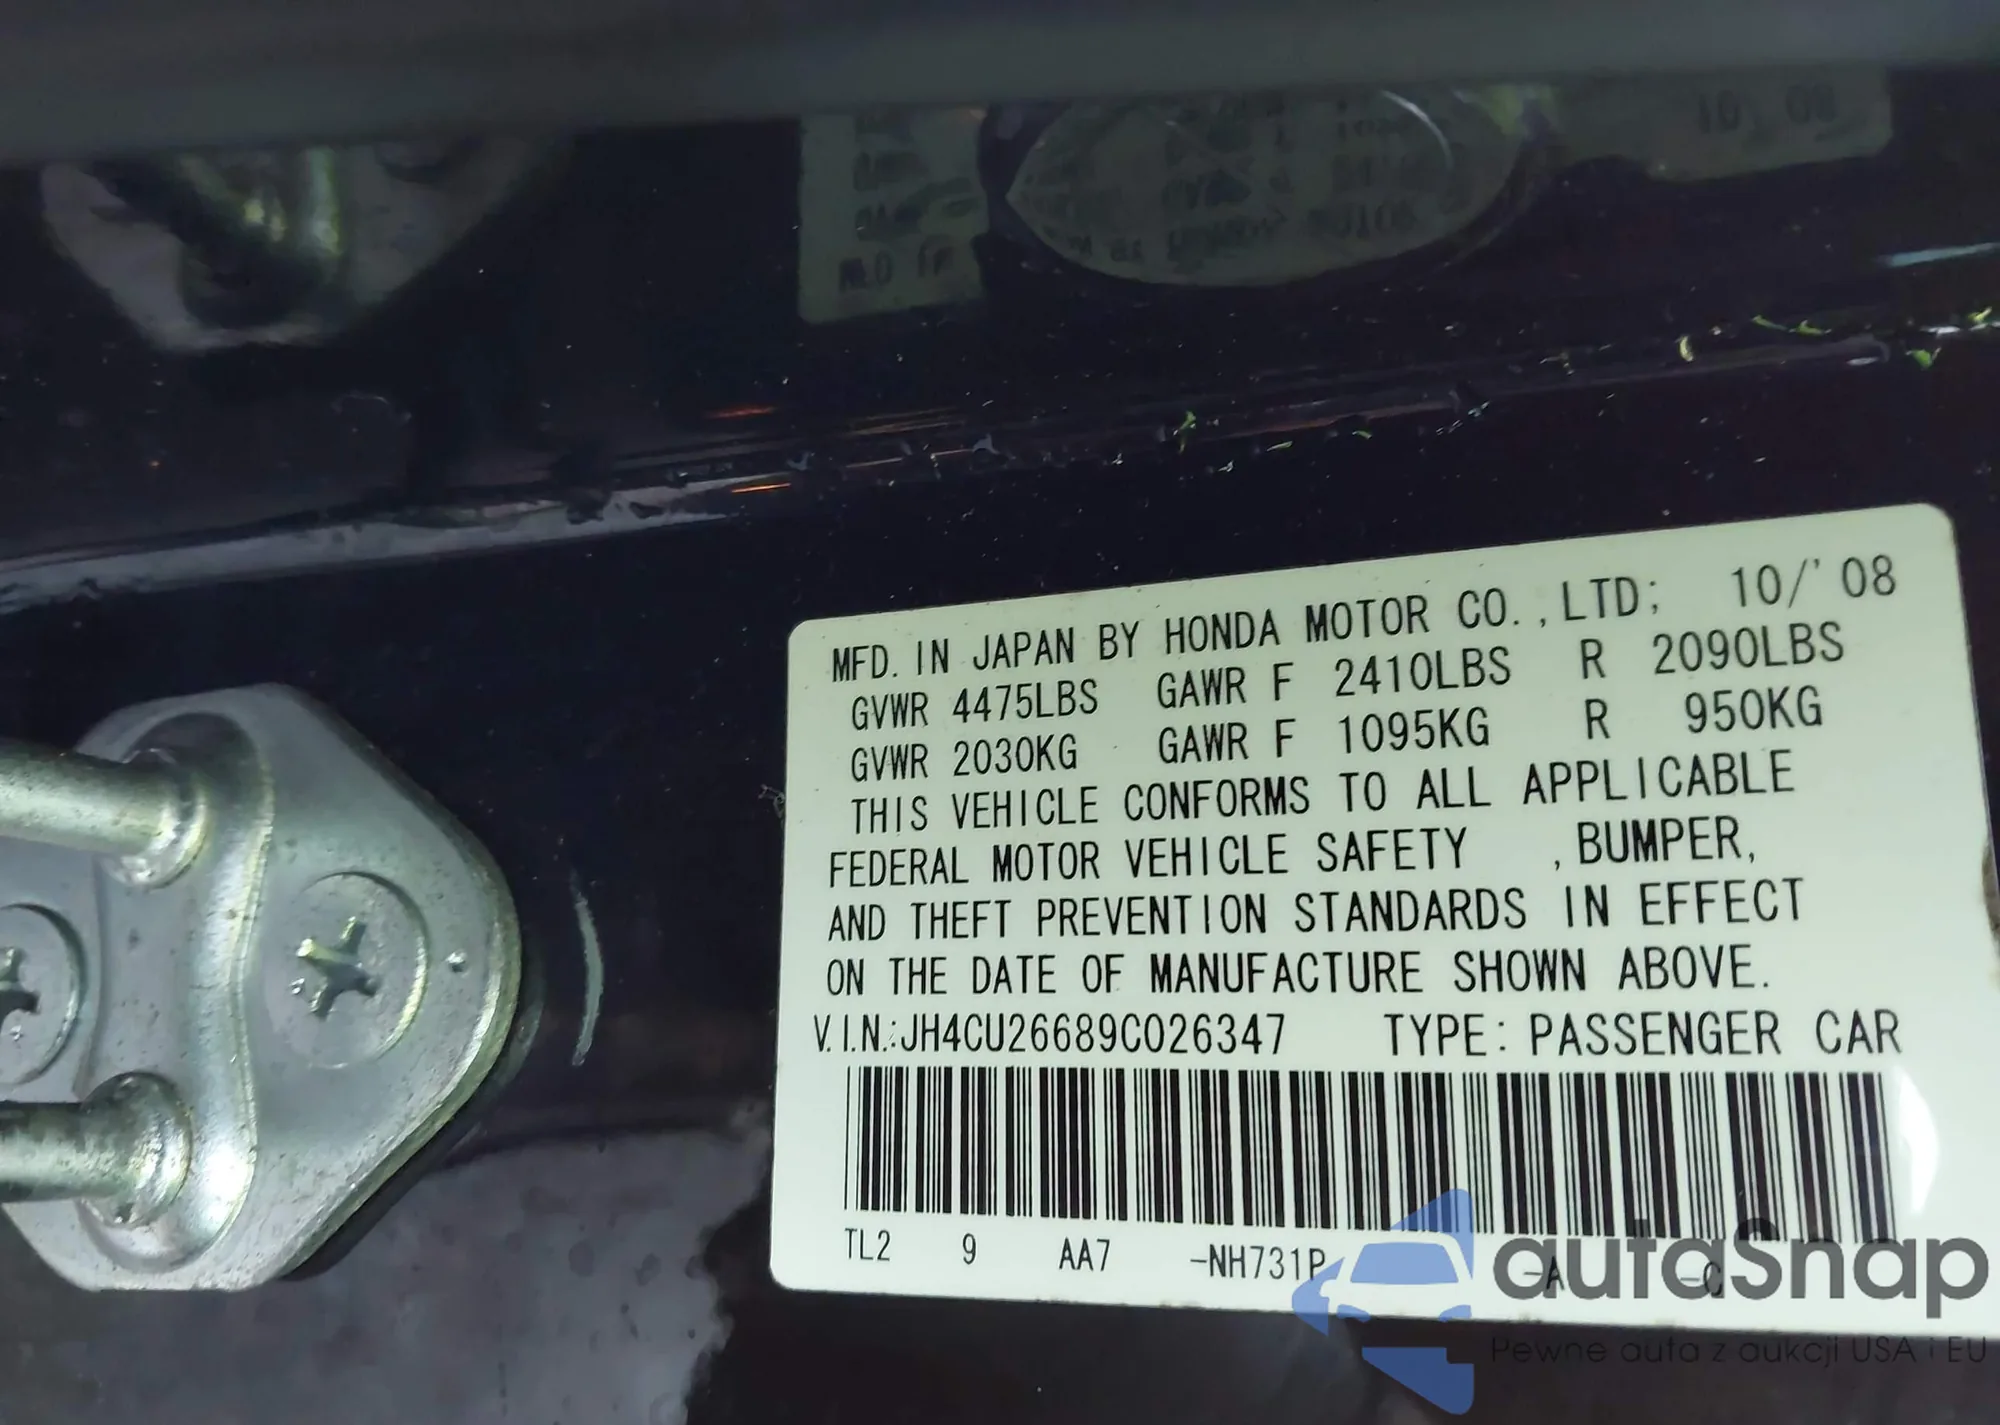 10 08
MFD. IN JAPAN BY HONDA MOTOR CO.,LTD; 10/'08
GVWR 4475LBS GAWR F 2410LBS R 2090LBS
GVWR 2030KG GAWR F 1095KG R 950KG
THIS VEHICLE CONFORMS TO ALL APPLICABLE
FEDERAL MOTOR VEHICLE SAFETY ,BUMPER,
AND THEFT PREVENTION STANDARDS IN EFFECT
ON THE DATE OF MANUFACTURE SHOWN ABOVE.
V.I.N.:JH4CU26689C026347 TYPE: PASSENGER CAR
TL2 9 AA7 -NH731P -A -C
autaSnap
Pewne auta z aukcji USA i EU